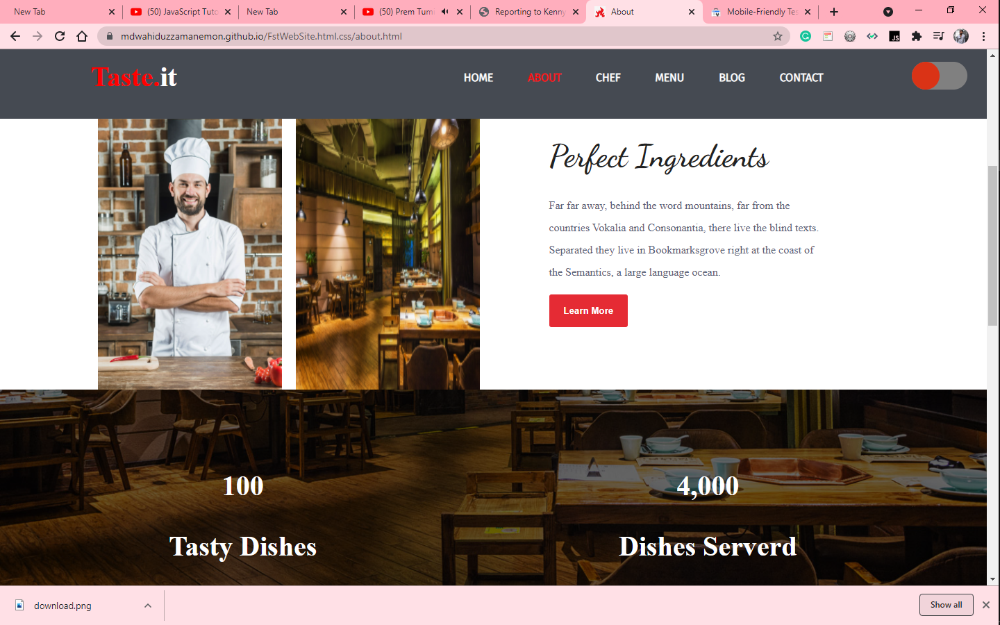 New Tab
(50) JavaScript Tuto
New Tab
(50) Prem Tumi
Reporting to Kenny
About
Mobile-Friendly Tes
mdwahiduzzamanemon.github.io/FstWebSite.html.css/about.html
JS
Taste.it
HOME
ABOUT
CHEF
MENU
BLOG
CONTACT
Perfect Ingredients
Far far away, behind the word mountains, far from the
countries Vokalia and Consonantia, there live the blind texts.
Separated they live in Bookmarksgrove right at the coast of
the Semantics, a large language ocean.
Learn More
100
4,000
Tasty Dishes
Dishes Serverd
download.png
Show all